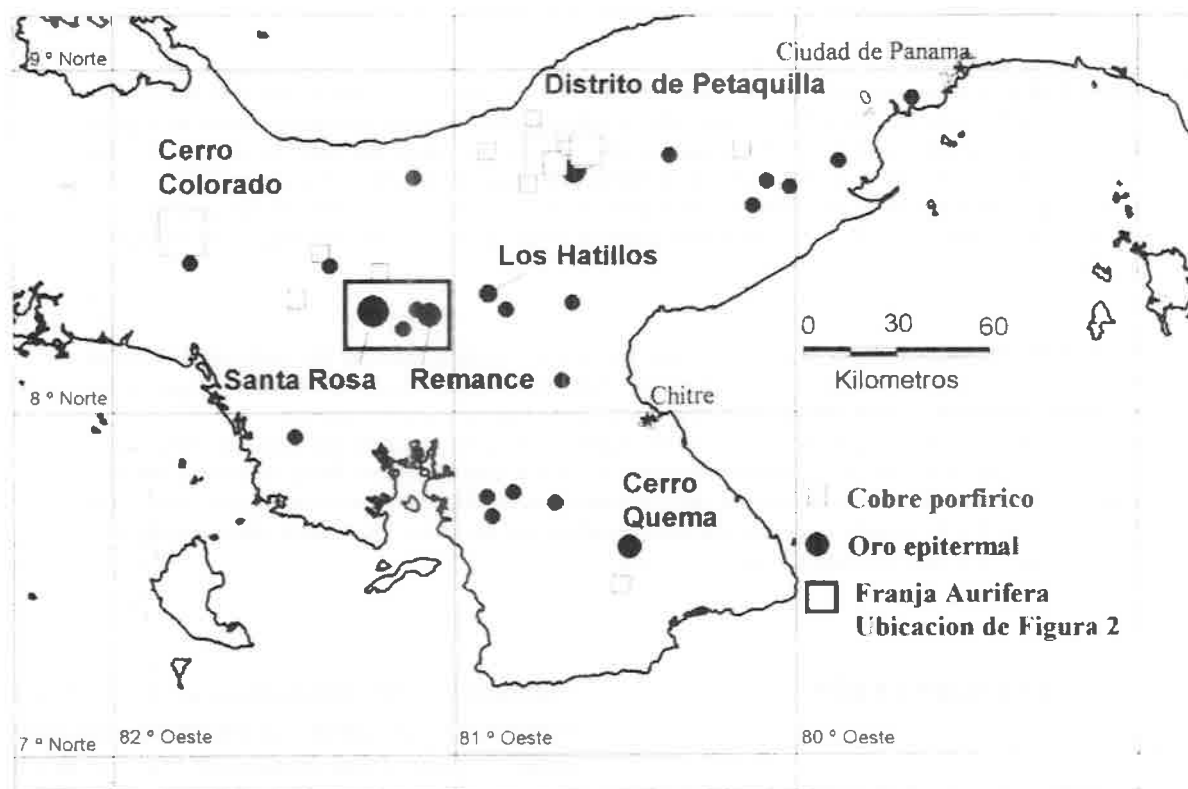 Ciudad de Panama
9 º Norte
Distrito de Petaquilla
Cerro
Colorado
Los Hatillos
0 30 60
Kilometros
Santa Rosa Remance
8 º Norte
Chitre
Cerro
Quema
Cobre porfirico
Oro epitermal
Franja Aurifera
Ubicacion de Figura 2
7 º Norte
82 º Oeste
81 º Oeste
80 º Oeste